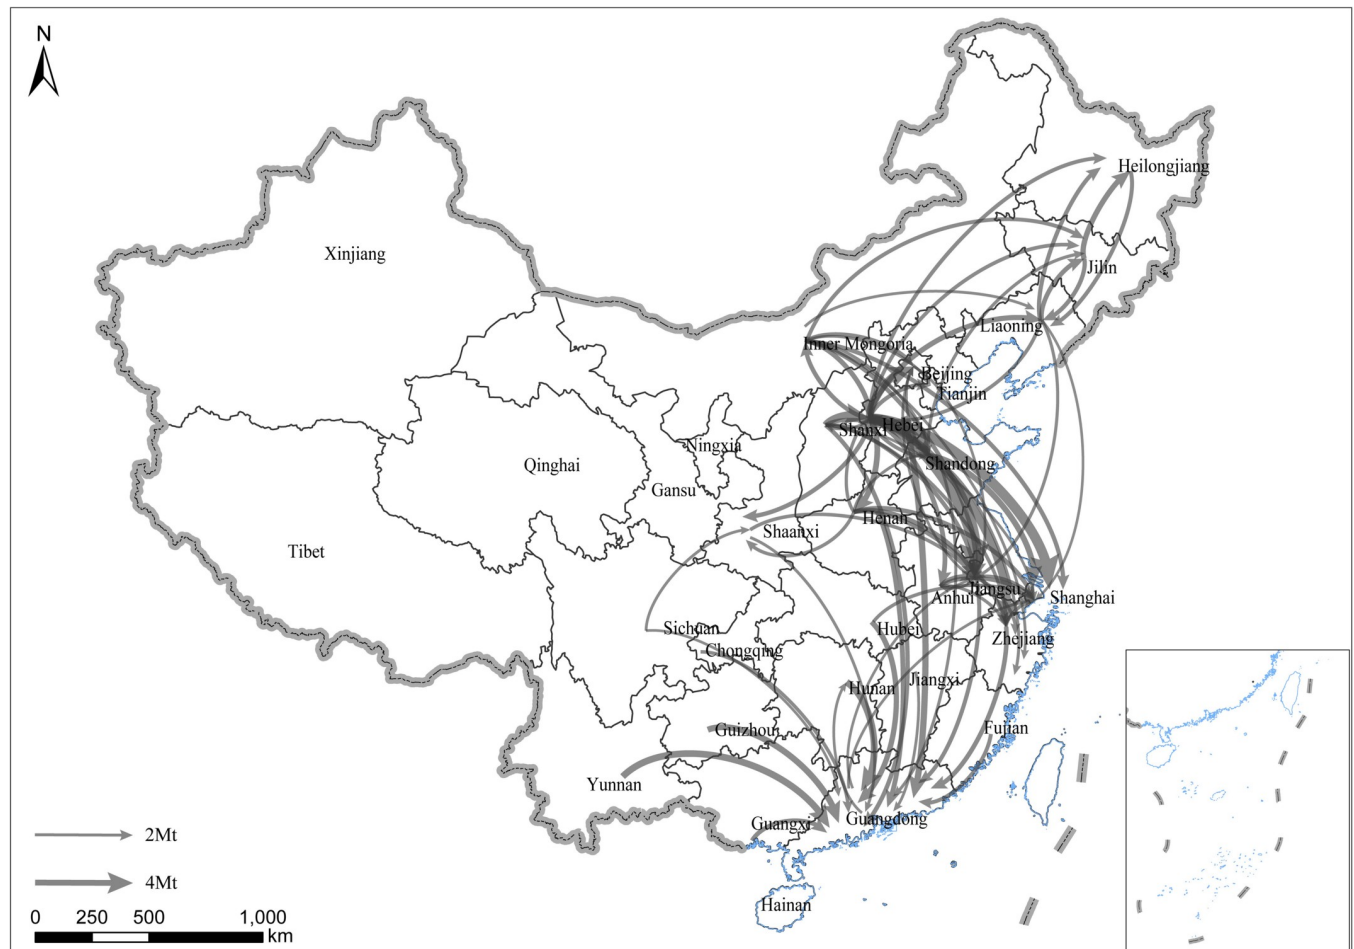 N
Heilongjiang
Xinjiang
Jilin
Liaoning
Inner Mongoria
Beijing
Tianjin
Shanxi
Hebei
Ningxia
Qinghai
Shandong
Gansu
Henan
Shaanxi
Tibet
Jiangsu
Anhui
Shanghai
Sichuan
Hubei
Zhejiang
Chongqing
Jiangxi
Hunan
Guizhou
Fujian
Yunnan
Guangxi
Guangdong
2Mt
4Mt
Hainan
0 250 500 1,000
km